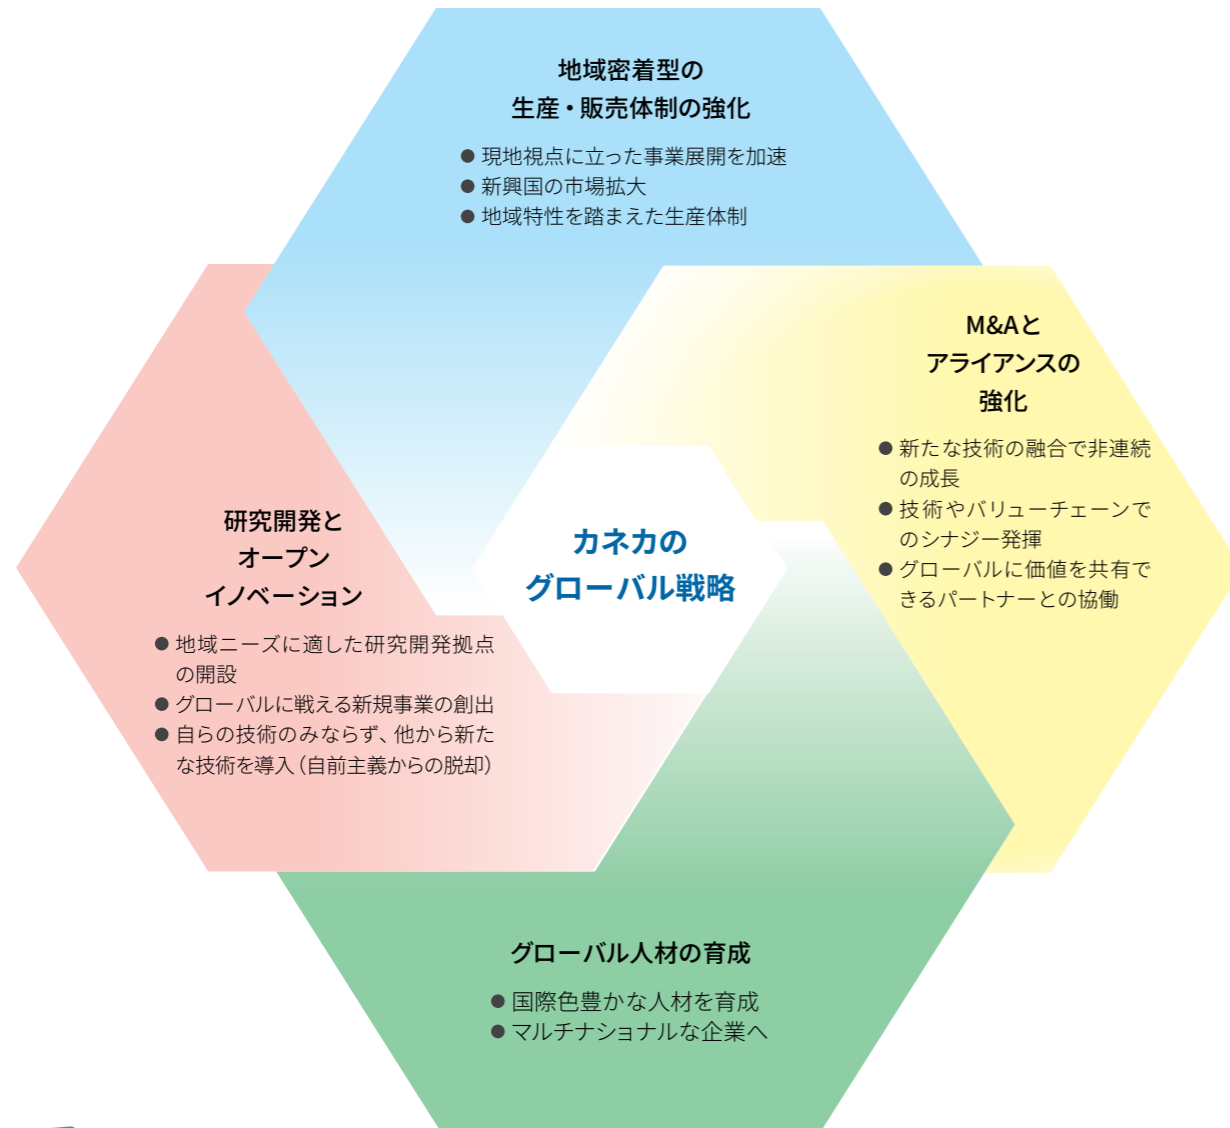 地域密着型の
生産・販売体制の強化
● 現地視点に立った事業展開を加速
● 新興国の市場拡大
● 地域特性を踏まえた生産体制
M&Aと
アライアンスの
強化
● 新たな技術の融合で非連続
の成長
● 技術やバリューチェーンで
のシナジー発揮
● グローバルに価値を共有で
きるパートナーとの協働
カネカの
グローバル戦略
研究開発と
オープン
イノベーション
● 地域ニーズに適した研究開発拠点
の開設
● グローバルに戦える新規事業の創出
● 自らの技術のみならず、他から新た
な技術を導入（自前主義からの脱却）
グローバル人材の育成
● 国際色豊かな人材を育成
● マルチナショナルな企業へ